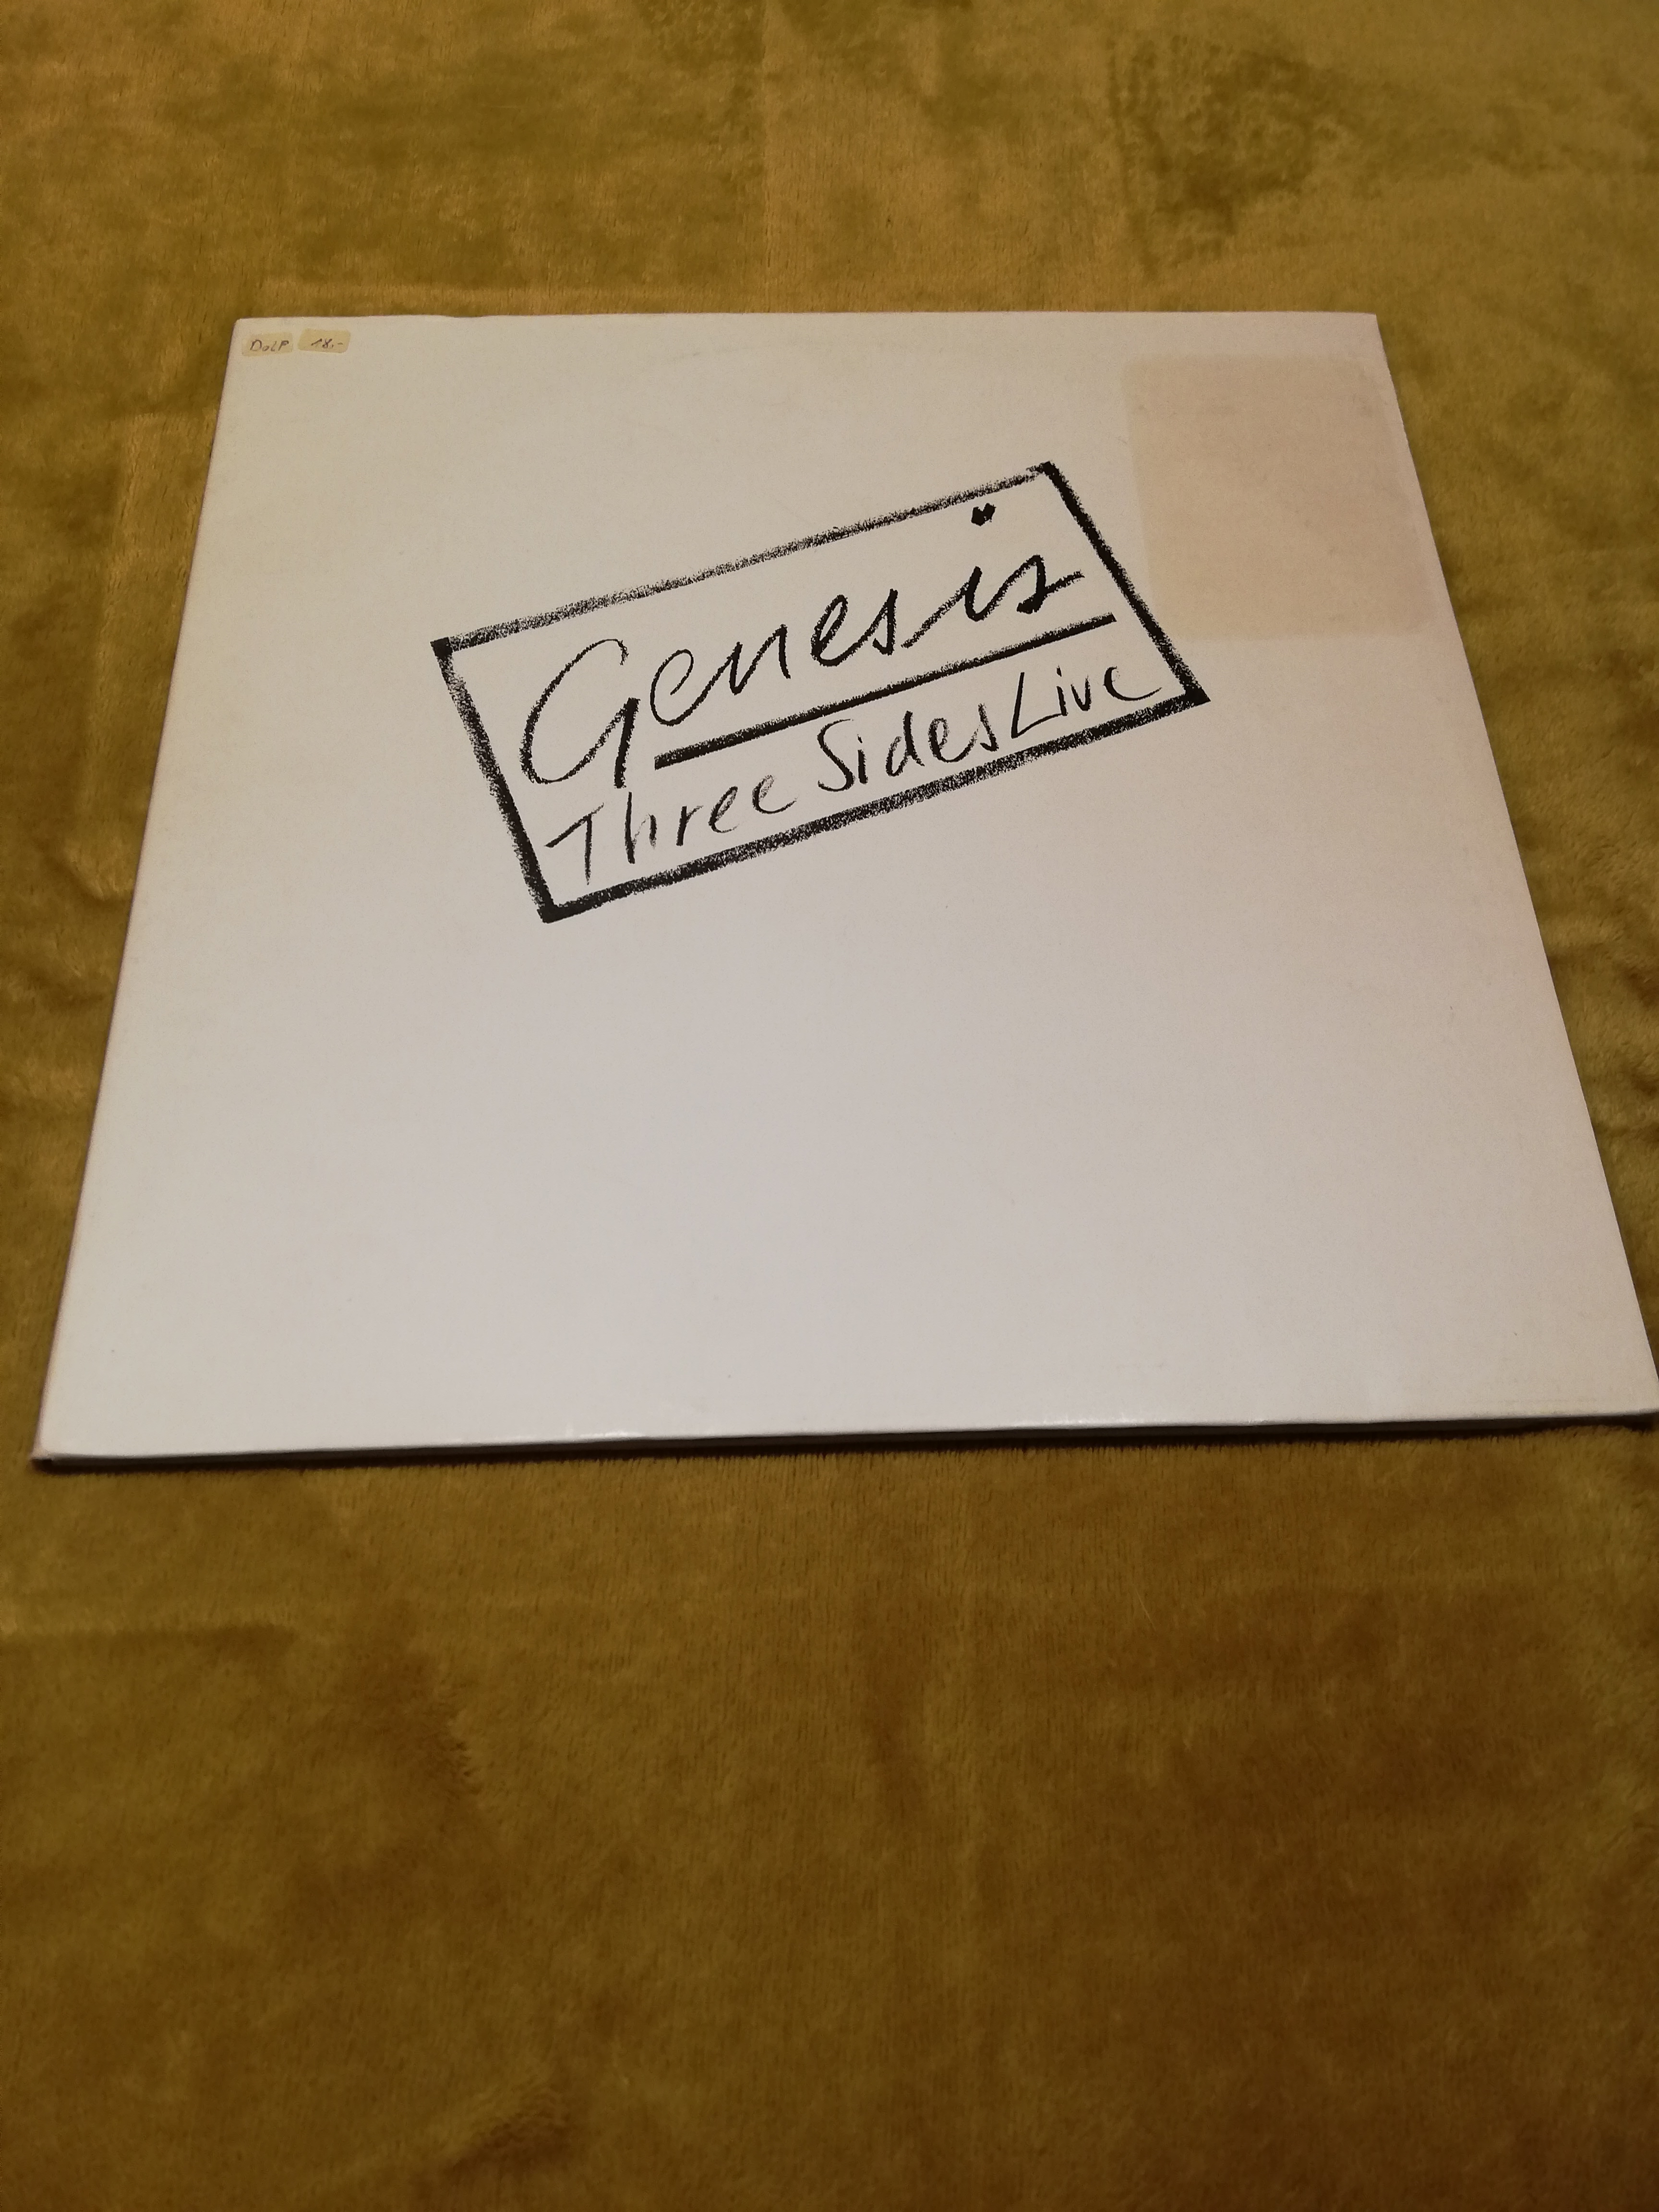 DoLP 18.-
Genesis
Three Sides Live